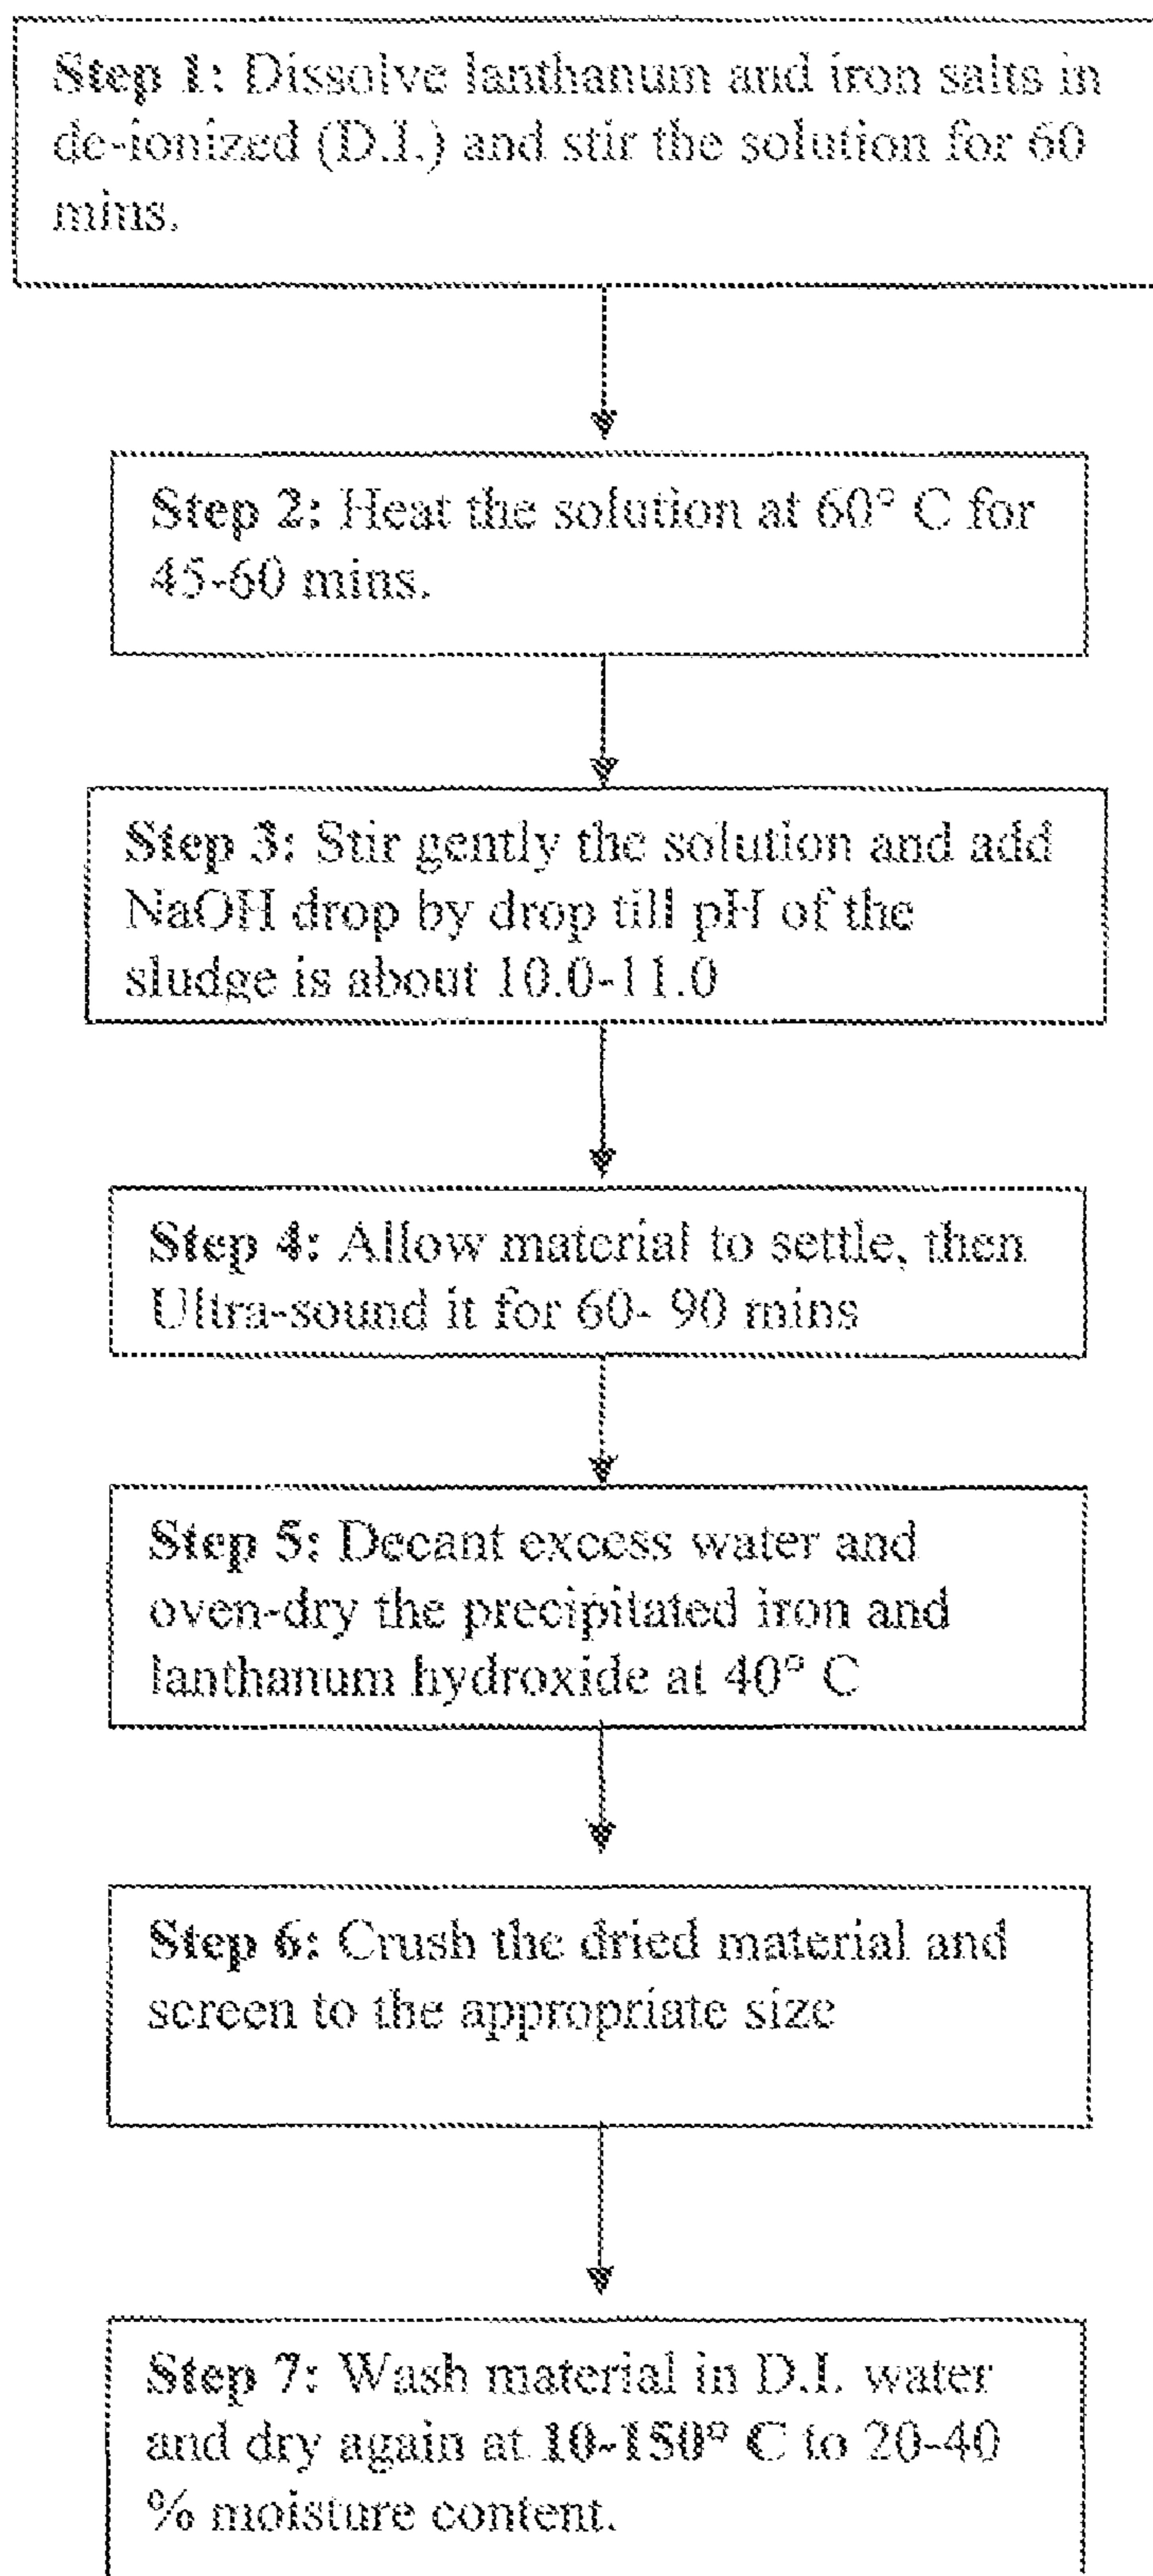 Step 1: Dissolve lanthanum and iron salts in
de-ionized (D.I.) and stir the solution for 60
mins.
Step 2: Heat the solution at 60° C for
45-60 mins.
Step 3: Stir gently the solution and add
NaOH drop by drop till pH of the
sludge is about 10.0-11.0
Step 4: Allow material to settle, then
Ultra-sound it for 60- 90 mins
Step 5: Decant excess water and
oven-dry the precipitated iron and
lanthanum hydroxide at 40° C
Step 6: Crush the dried material and
screen to the appropriate size
Step 7: Wash material in D.I. water
and dry again at 10-150° C to 20-40
% moisture content.